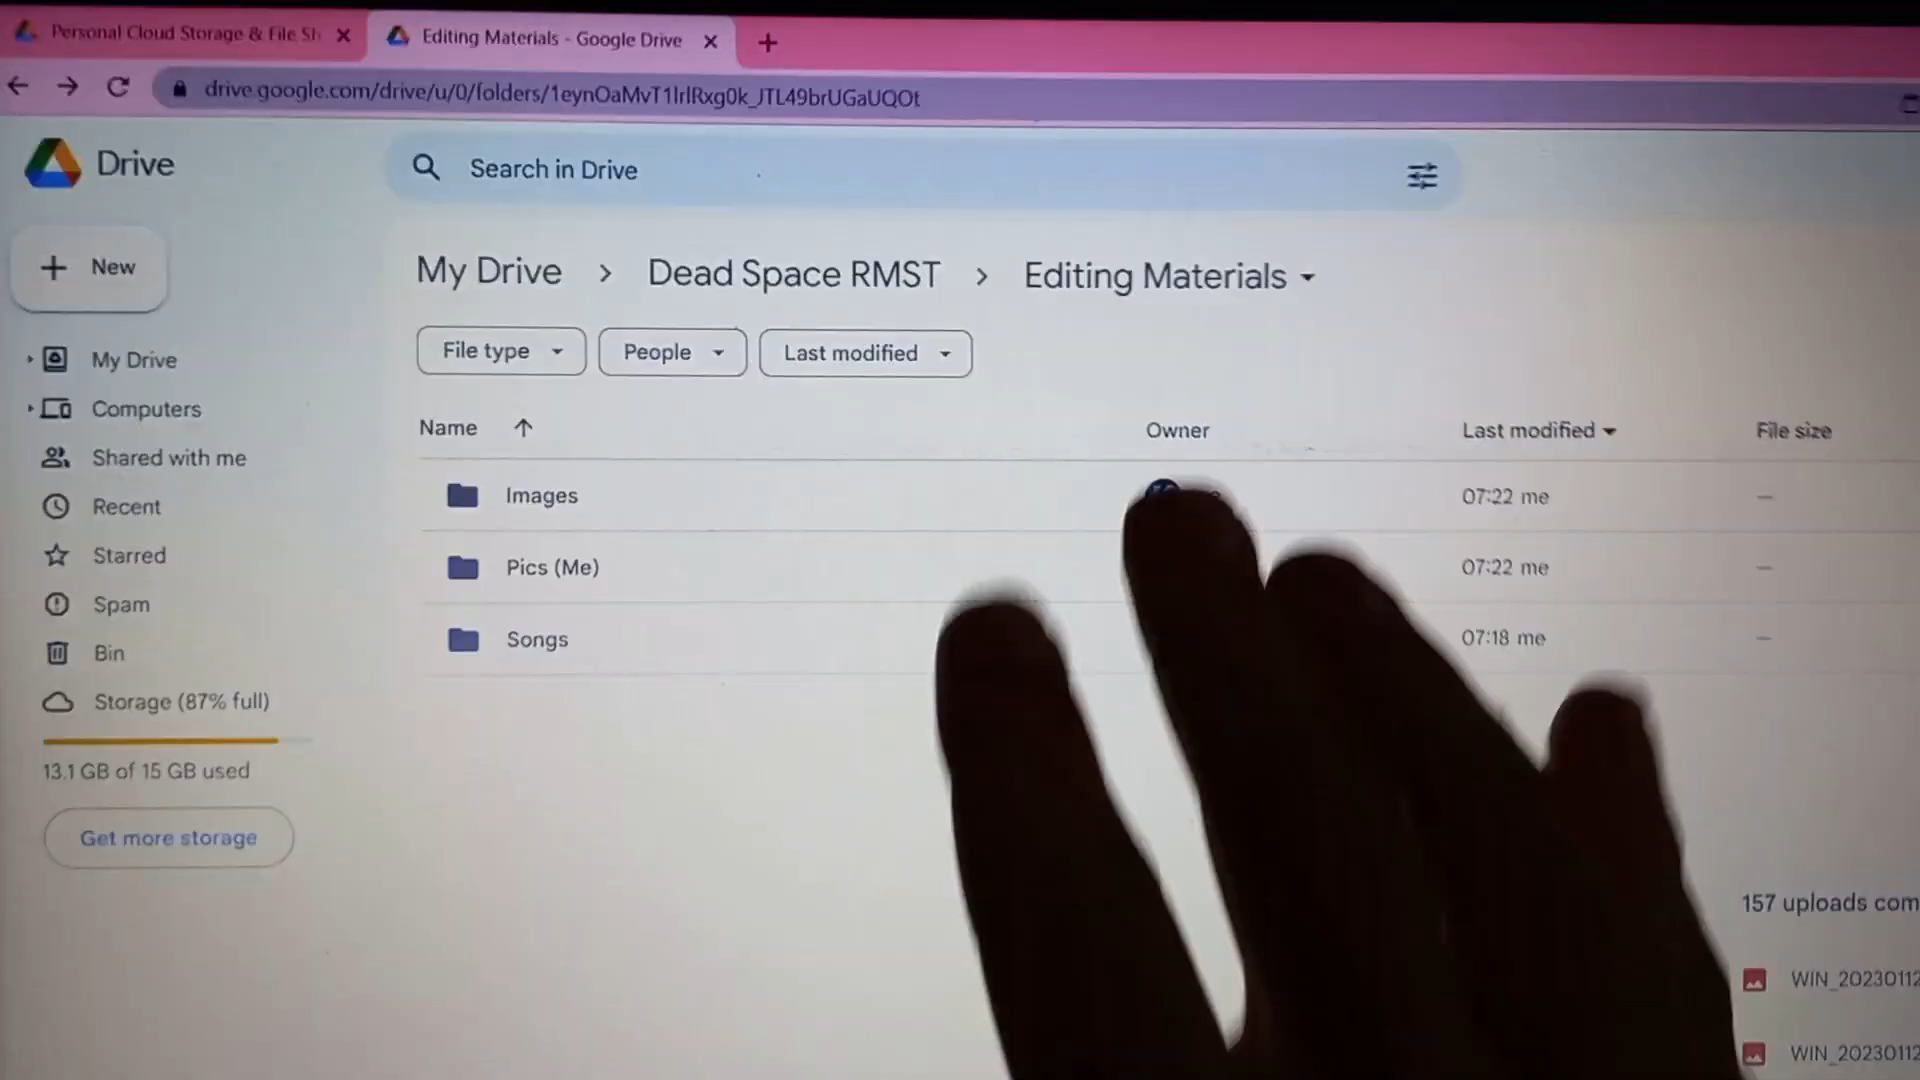 Personal Cloud Storage & File Sh
Editing Materials - Google Drive
drive.google.com/drive/u/0/folders/1eynOaMvT1lrlRxg0k_JTL49brUGaUQOt
Drive
Search in Drive
New
My Drive > Dead Space RMST > Editing Materials
File type
People
Last modified
Name
Owner
Last modified
File size
Images
07:22 me
Pics (Me)
07:22 me
Songs
07:18 me
My Drive
Computers
Shared with me
Recent
Starred
Spam
Bin
Storage (87% full)
13.1 GB of 15 GB used
Get more storage
157 uploads com
WIN_20230112
WIN_20230112